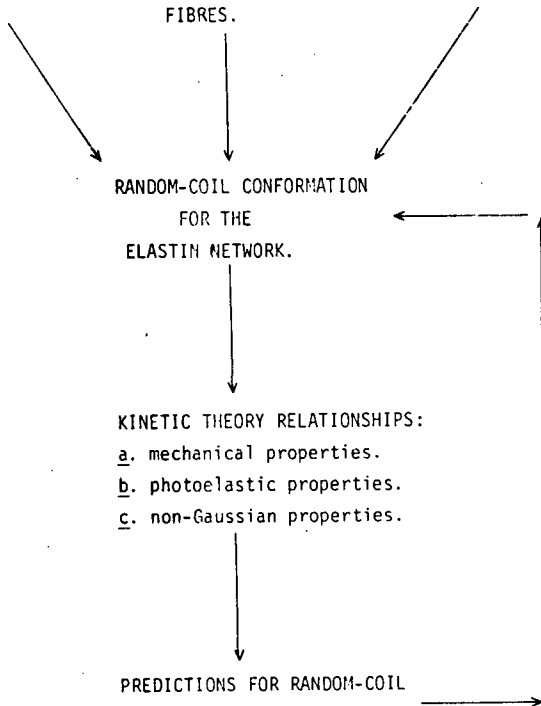 FIBRES.
RANDOM-COIL CONFORMATION
FOR THE
ELASTIN NETWORK.
KINETIC THEORY RELATIONSHIPS:
a. mechanical properties.
b. photoelastic properties.
c. non-Gaussian properties.
PREDICTIONS FOR RANDOM-COIL